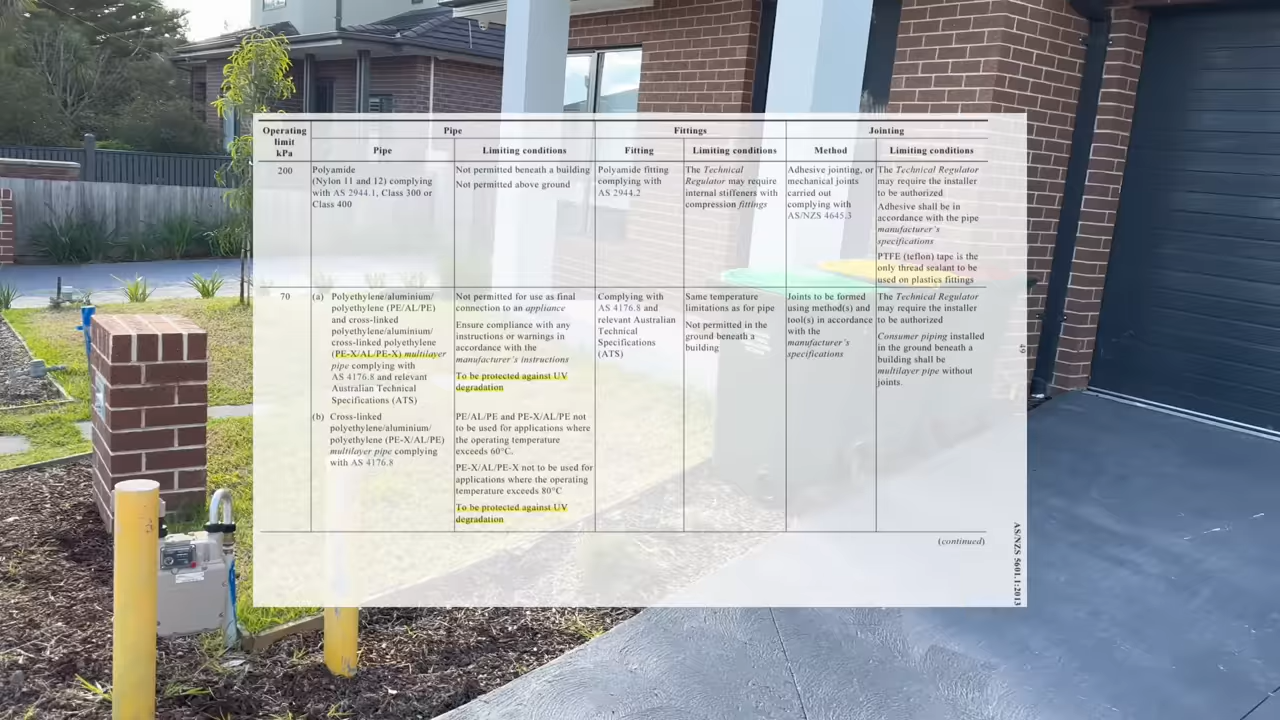 Operating
limit
kPa
Pipe
Fittings
Jointing
Pipe
Limiting conditions
Fitting
Limiting conditions
Method
Limiting conditions
200
Polyamide
(Nylon 11 and 12) complying
with AS 2944.1, Class 300 or
Class 400
Not permitted beneath a building
Not permitted above ground
Polyamide fitting
complying with
AS 2944.2
The Technical
Regulator may require
internal stiffeners with
compression fittings
Adhesive jointing, or
mechanical joints
carried out
complying with
AS/NZS 4645.3
The Technical Regulator
may require the installer
to be authorized
Adhesive shall be in
accordance with the pipe
manufacturer's
specifications
PTFE (teflon) tape is the
only thread sealant to be
used on plastics fittings
70
(a) Polyethylene/aluminium/
polyethylene (PE/AL/PE)
and cross-linked
polyethylene/aluminium/
cross-linked polyethylene
(PE-X/AL/PE-X) multilayer
pipe complying with
AS 4176.8 and relevant
Australian Technical
Specifications (ATS)
Not permitted for use as final
connection to an appliance
Ensure compliance with any
instructions or warnings in
accordance with the
manufacturer's instructions
To be protected against UV
degradation
Complying with
AS 4176.8 and
relevant Australian
Technical
Specifications
(ATS)
Same temperature
limitations as for pipe
Not permitted in the
ground beneath a
building
Joints to be formed
using method(s) and
tool(s) in accordance
with the
manufacturer's
specifications
The Technical Regulator
may require the installer
to be authorized
Consumer piping installed
in the ground beneath a
building shall be
multilayer pipe without
joints.
(b) Cross-linked
polyethylene/aluminium/
polyethylene (PE-X/AL/PE)
multilayer pipe complying
with AS 4176.8
PE/AL/PE and PE-X/AL/PE not
to be used for applications where
the operating temperature
exceeds 60°C.
PE-X/AL/PE-X not to be used for
applications where the operating
temperature exceeds 80°C
To be protected against UV
degradation
(continued)
49
AS/NZS 5601.1:2013